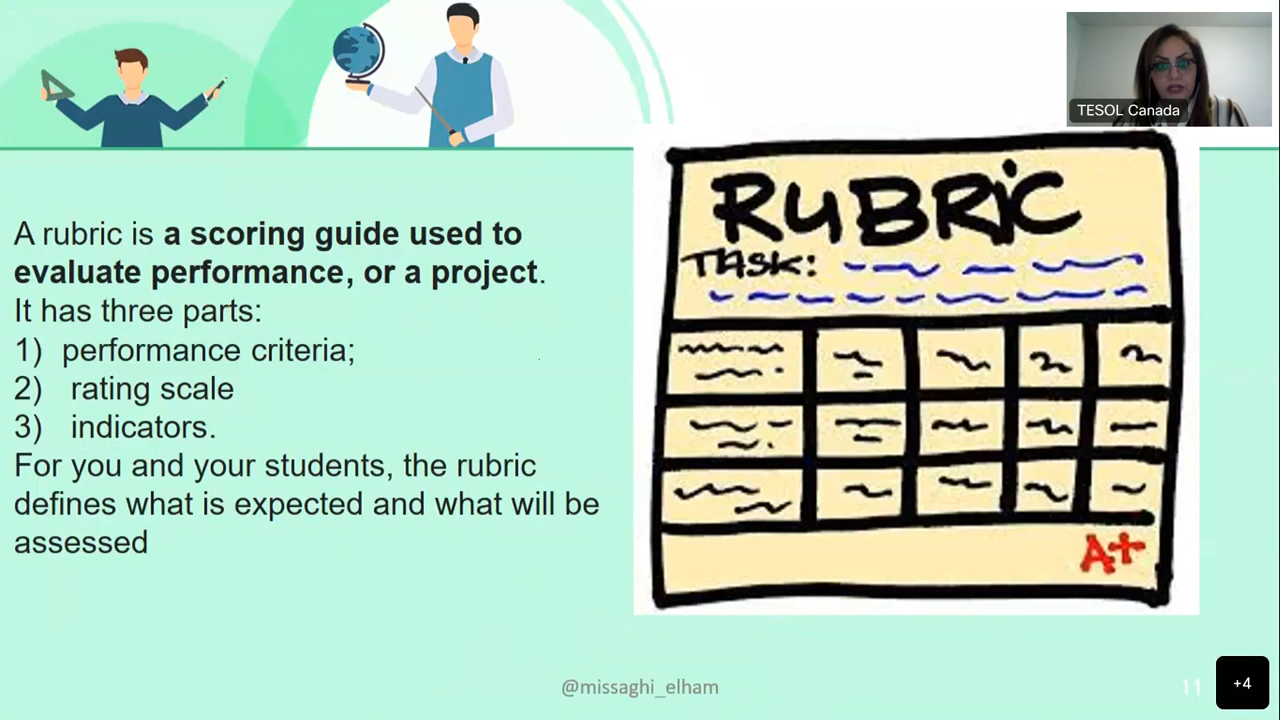 TESOL Canada
A rubric is a scoring guide used to
evaluate performance, or a project.
It has three parts:
1) performance criteria;
2) rating scale
3) indicators.
For you and your students, the rubric
defines what is expected and what will be
assessed
RUBRiC
TASK:
A+
@missaghi_elham
11
+4